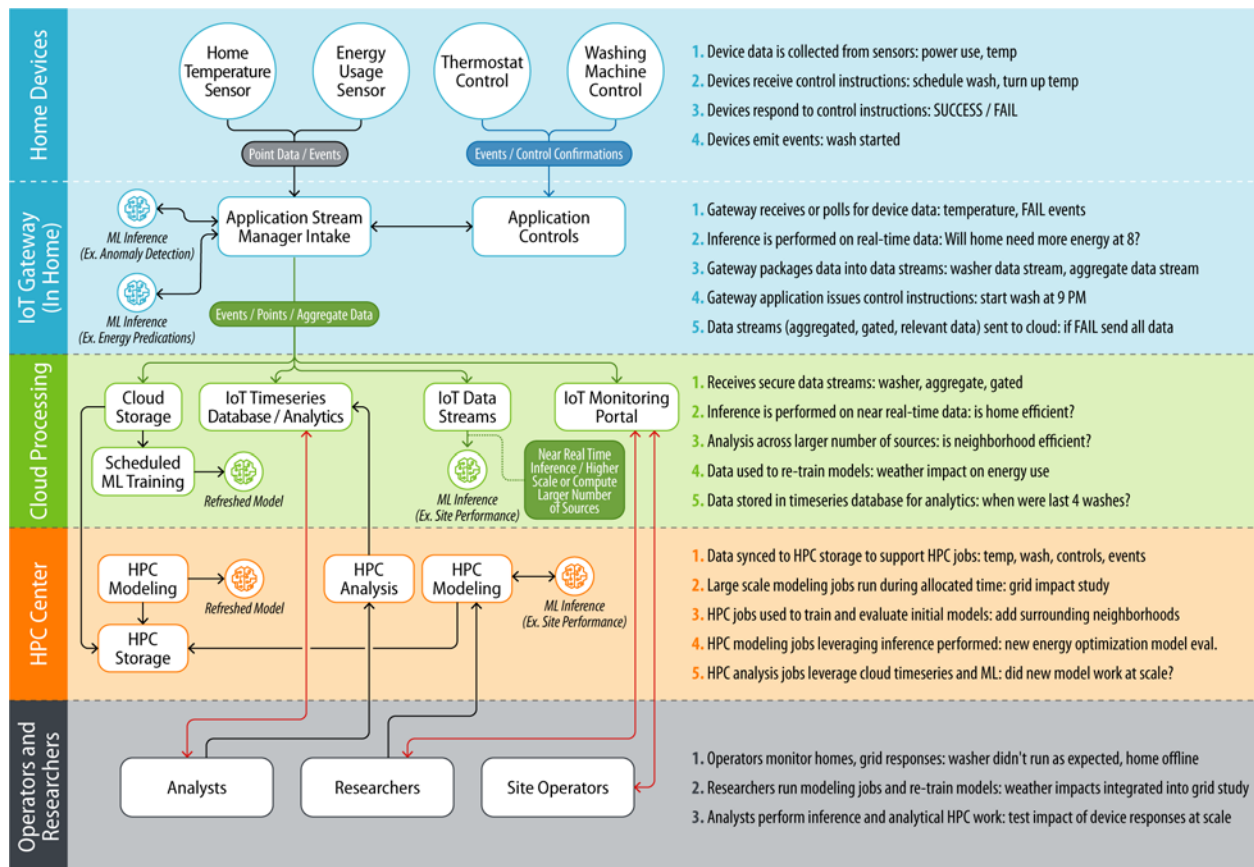 Home Devices
Home
Temperature
Sensor
Energy
Usage
Sensor
Thermostat
Control
Washing
Machine
Control
Point Data / Events
Events / Control Confirmations
1. Device data is collected from sensors: power use, temp
2. Devices receive control instructions: schedule wash, turn up temp
3. Devices respond to control instructions: SUCCESS / FAIL
4. Devices emit events: wash started
IoT Gateway
(In Home)
ML Inference
(Ex. Anomaly Detection)
Application Stream
Manager Intake
Application
Controls
ML Inference
(Ex. Energy Predications)
Events / Points / Aggregate Data
1. Gateway receives or polls for device data: temperature, FAIL events
2. Inference is performed on real-time data: Will home need more energy at 8?
3. Gateway packages data into data streams: washer data stream, aggregate data stream
4. Gateway application issues control instructions: start wash at 9 PM
5. Data streams (aggregated, gated, relevant data) sent to cloud: if FAIL send all data
Cloud Processing
Cloud
Storage
IoT Timeseries
Database / Analytics
IoT Data
Streams
IoT Monitoring
Portal
Scheduled
ML Training
Refreshed Model
ML Inference
(Ex. Site Performance)
Near Real Time
Inference / Higher
Scale or Compute
Larger Number
of Sources
1. Receives secure data streams: washer, aggregate, gated
2. Inference is performed on near real-time data: is home efficient?
3. Analysis across larger number of sources: is neighborhood efficient?
4. Data used to re-train models: weather impact on energy use
5. Data stored in timeseries database for analytics: when were last 4 washes?
HPC Center
HPC
Modeling
Refreshed Model
HPC
Analysis
HPC
Modeling
ML Inference
(Ex. Site Performance)
HPC
Storage
1. Data synced to HPC storage to support HPC jobs: temp, wash, controls, events
2. Large scale modeling jobs run during allocated time: grid impact study
3. HPC jobs used to train and evaluate initial models: add surrounding neighborhoods
4. HPC modeling jobs leveraging inference performed: new energy optimization model eval.
5. HPC analysis jobs leverage cloud timeseries and ML: did new model work at scale?
Operators and
Researchers
Analysts
Researchers
Site Operators
1. Operators monitor homes, grid responses: washer didn't run as expected, home offline
2. Researchers run modeling jobs and re-train models: weather impacts integrated into grid study
3. Analysts perform inference and analytical HPC work: test impact of device responses at scale